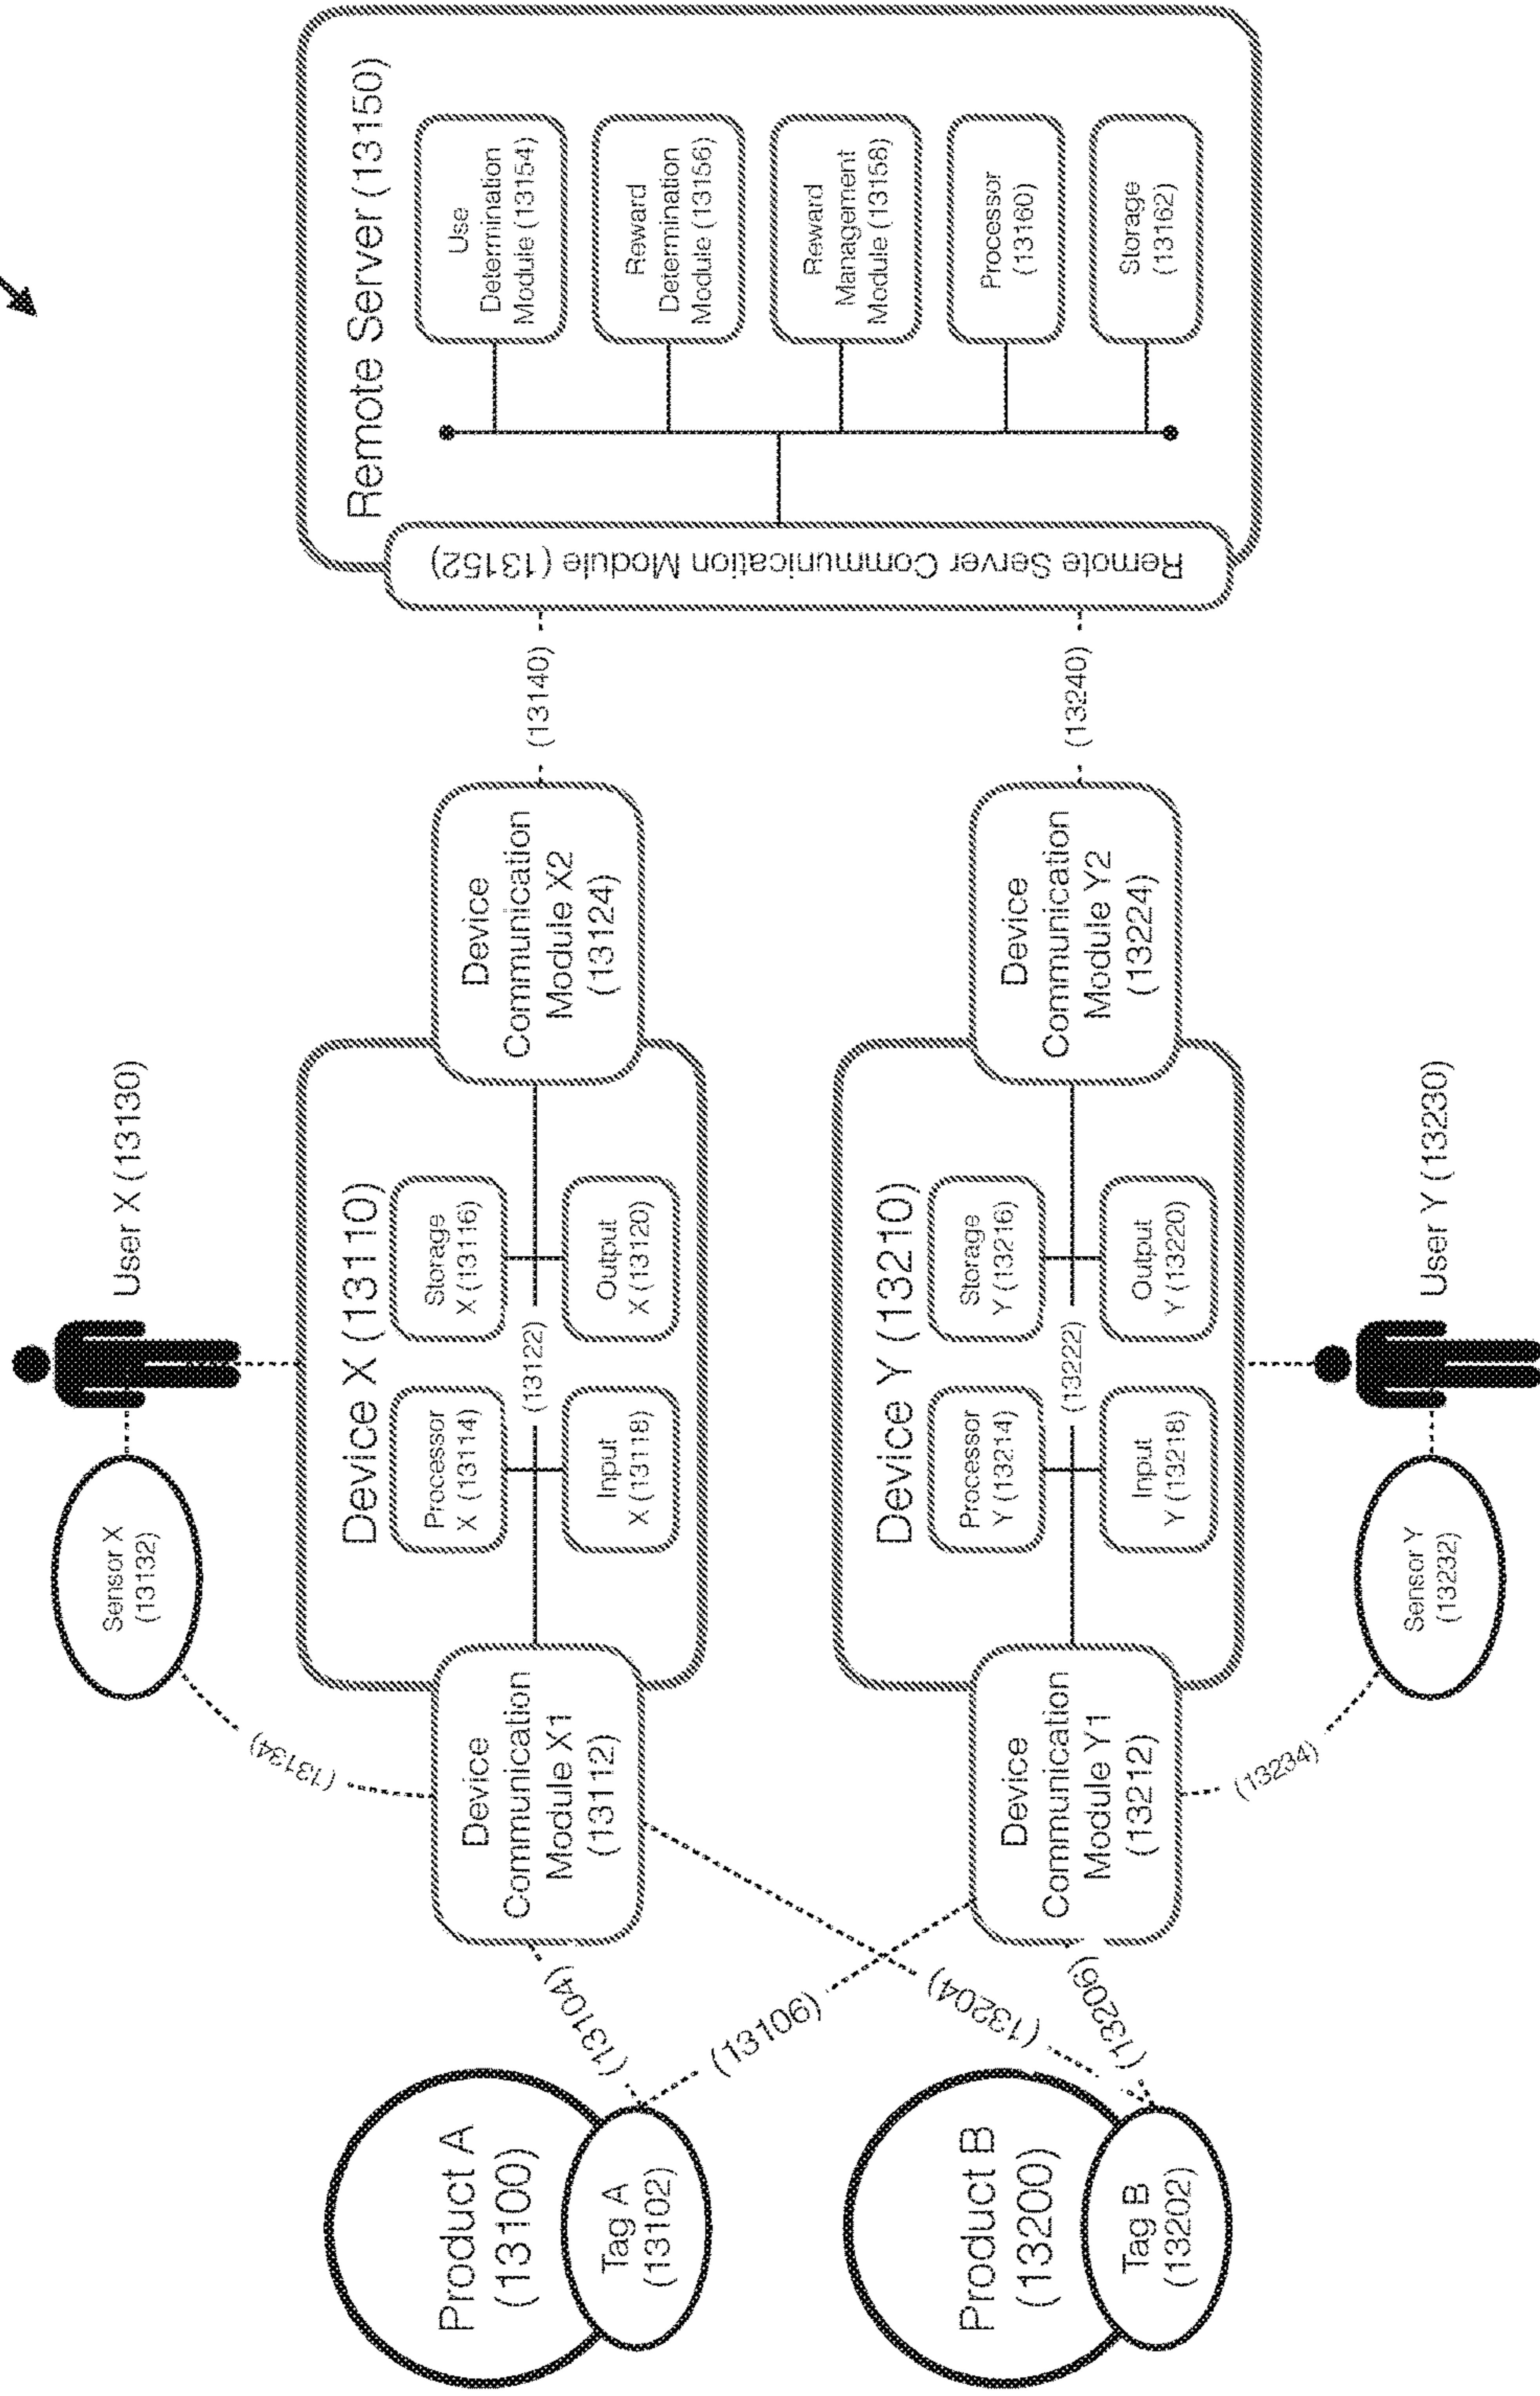 User X (13130)
Sensor X
(13132)
(13134)
Product A
(13100)
Tag A
(13102)
(13104)
(13106)
Device
Communication
Module X1
(13112)
Device X (13110)
Processor
X (13114)
Storage
X (13116)
(13122)
Input
X (13118)
Output
X (13120)
Device
Communication
Module X2
(13124)
(13140)
Remote Server (13150)
Remote Server Communication Module (13152)
Use
Determination
Module (13154)
Reward
Determination
Module (13156)
Reward
Management
Module (13158)
Processor
(13160)
Storage
(13162)
Product B
(13200)
Tag B
(13202)
(13204)
(13206)
Device
Communication
Module Y1
(13212)
Device Y (13210)
Processor
Y (13214)
Storage
Y (13216)
(13222)
Input
Y (13218)
Output
Y (13220)
Device
Communication
Module Y2
(13224)
(13240)
(13234)
Sensor Y
(13232)
User Y (13230)